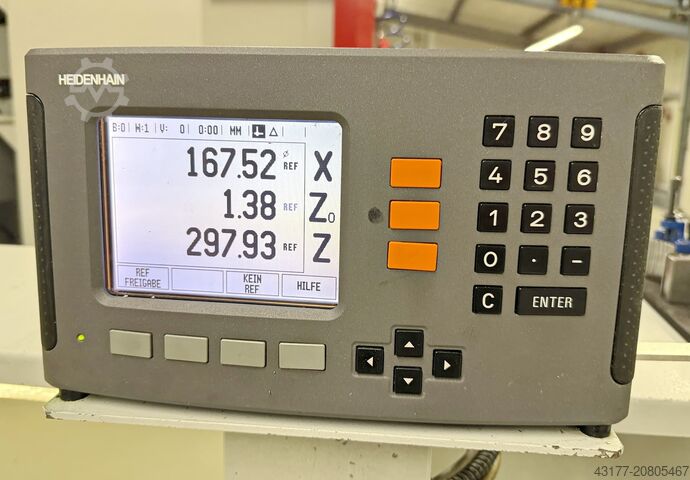 HEIDENHAIN
B:0 | W:1 | V: 0 | 0:00 | MM
167.52 ø REF X
1.38 REF Z0
297.93 REF Z
REF FREIGABE
KEIN REF
HILFE
7 8 9
4 5 6
1 2 3
0 · -
C ENTER
43177-20805467